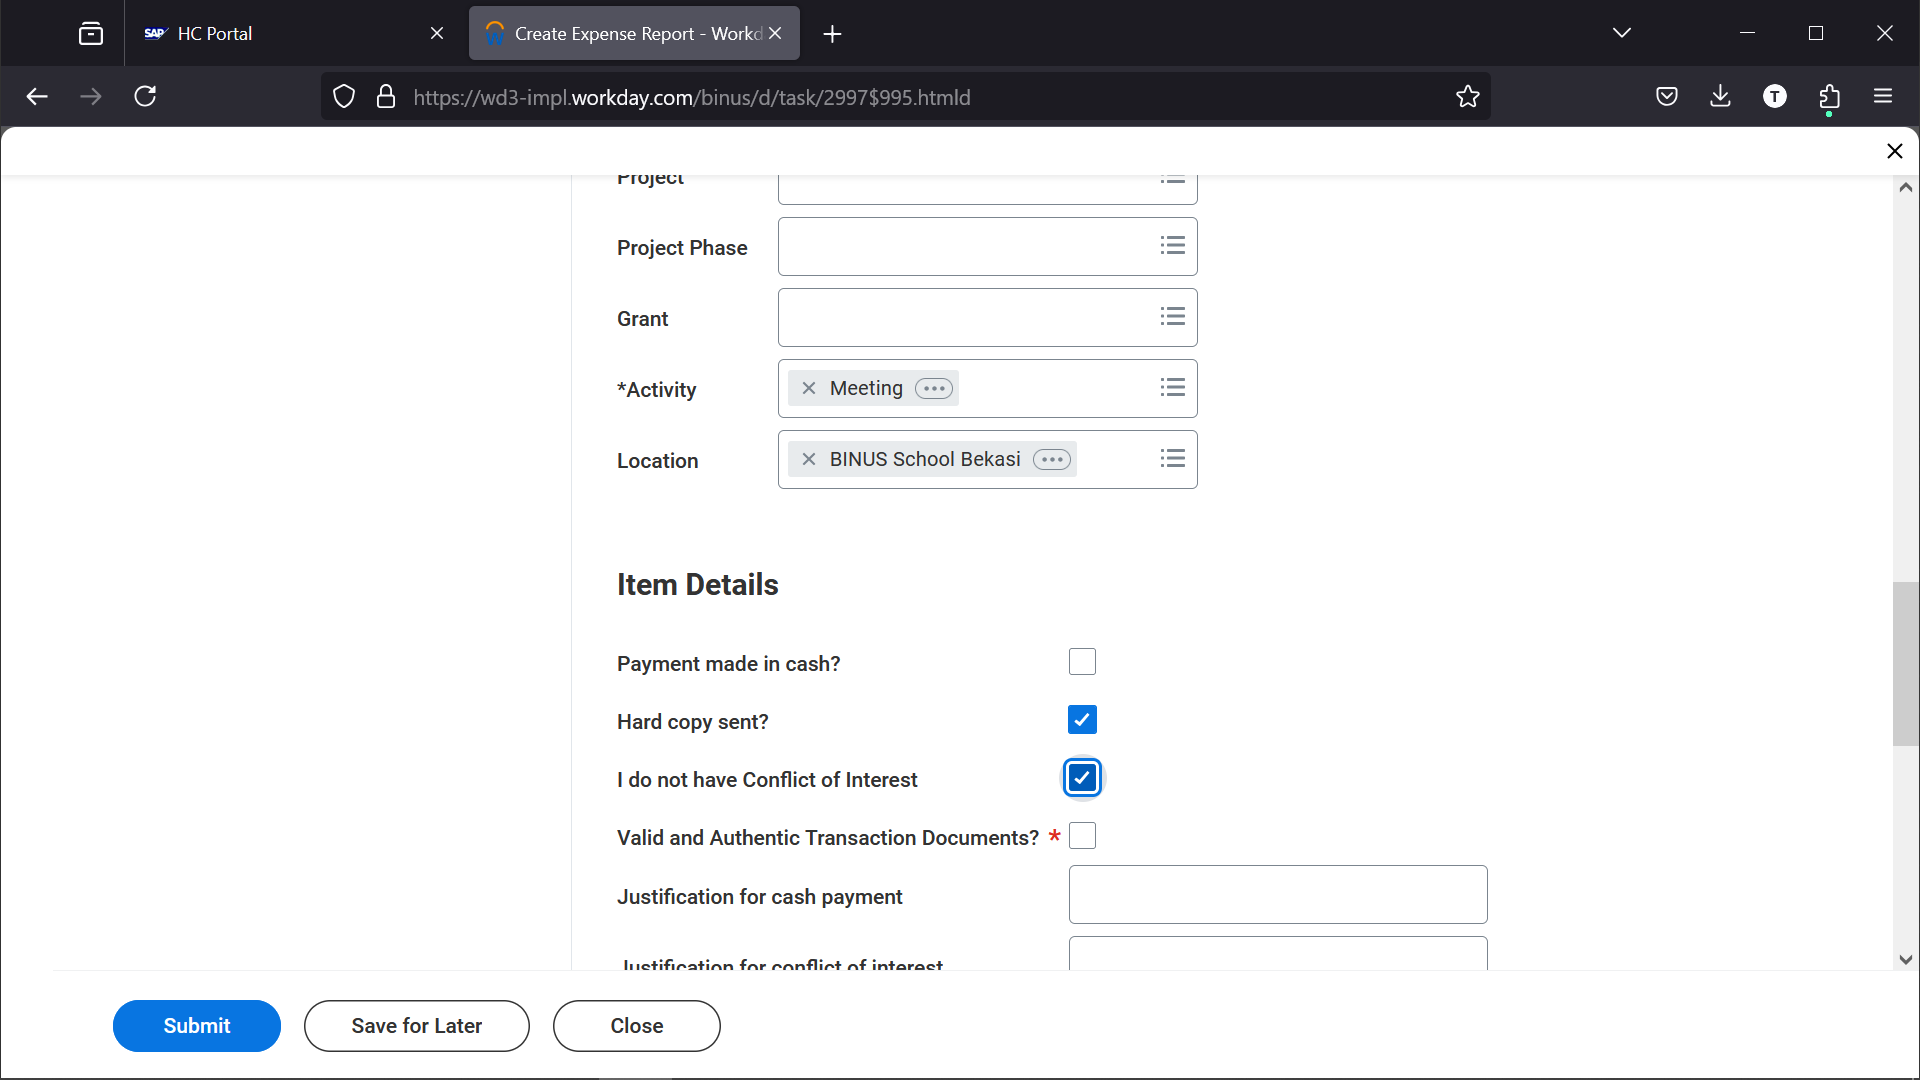 SAP HC Portal
Create Expense Report - Workd
https://wd3-impl.workday.com/binus/d/task/2997$995.htmld
T
Project
Project Phase
Grant
*Activity
Meeting
Location
BINUS School Bekasi
Item Details
Payment made in cash?
Hard copy sent?
I do not have Conflict of Interest
Valid and Authentic Transaction Documents? *
Justification for cash payment
Justification for conflict of interest
Submit
Save for Later
Close